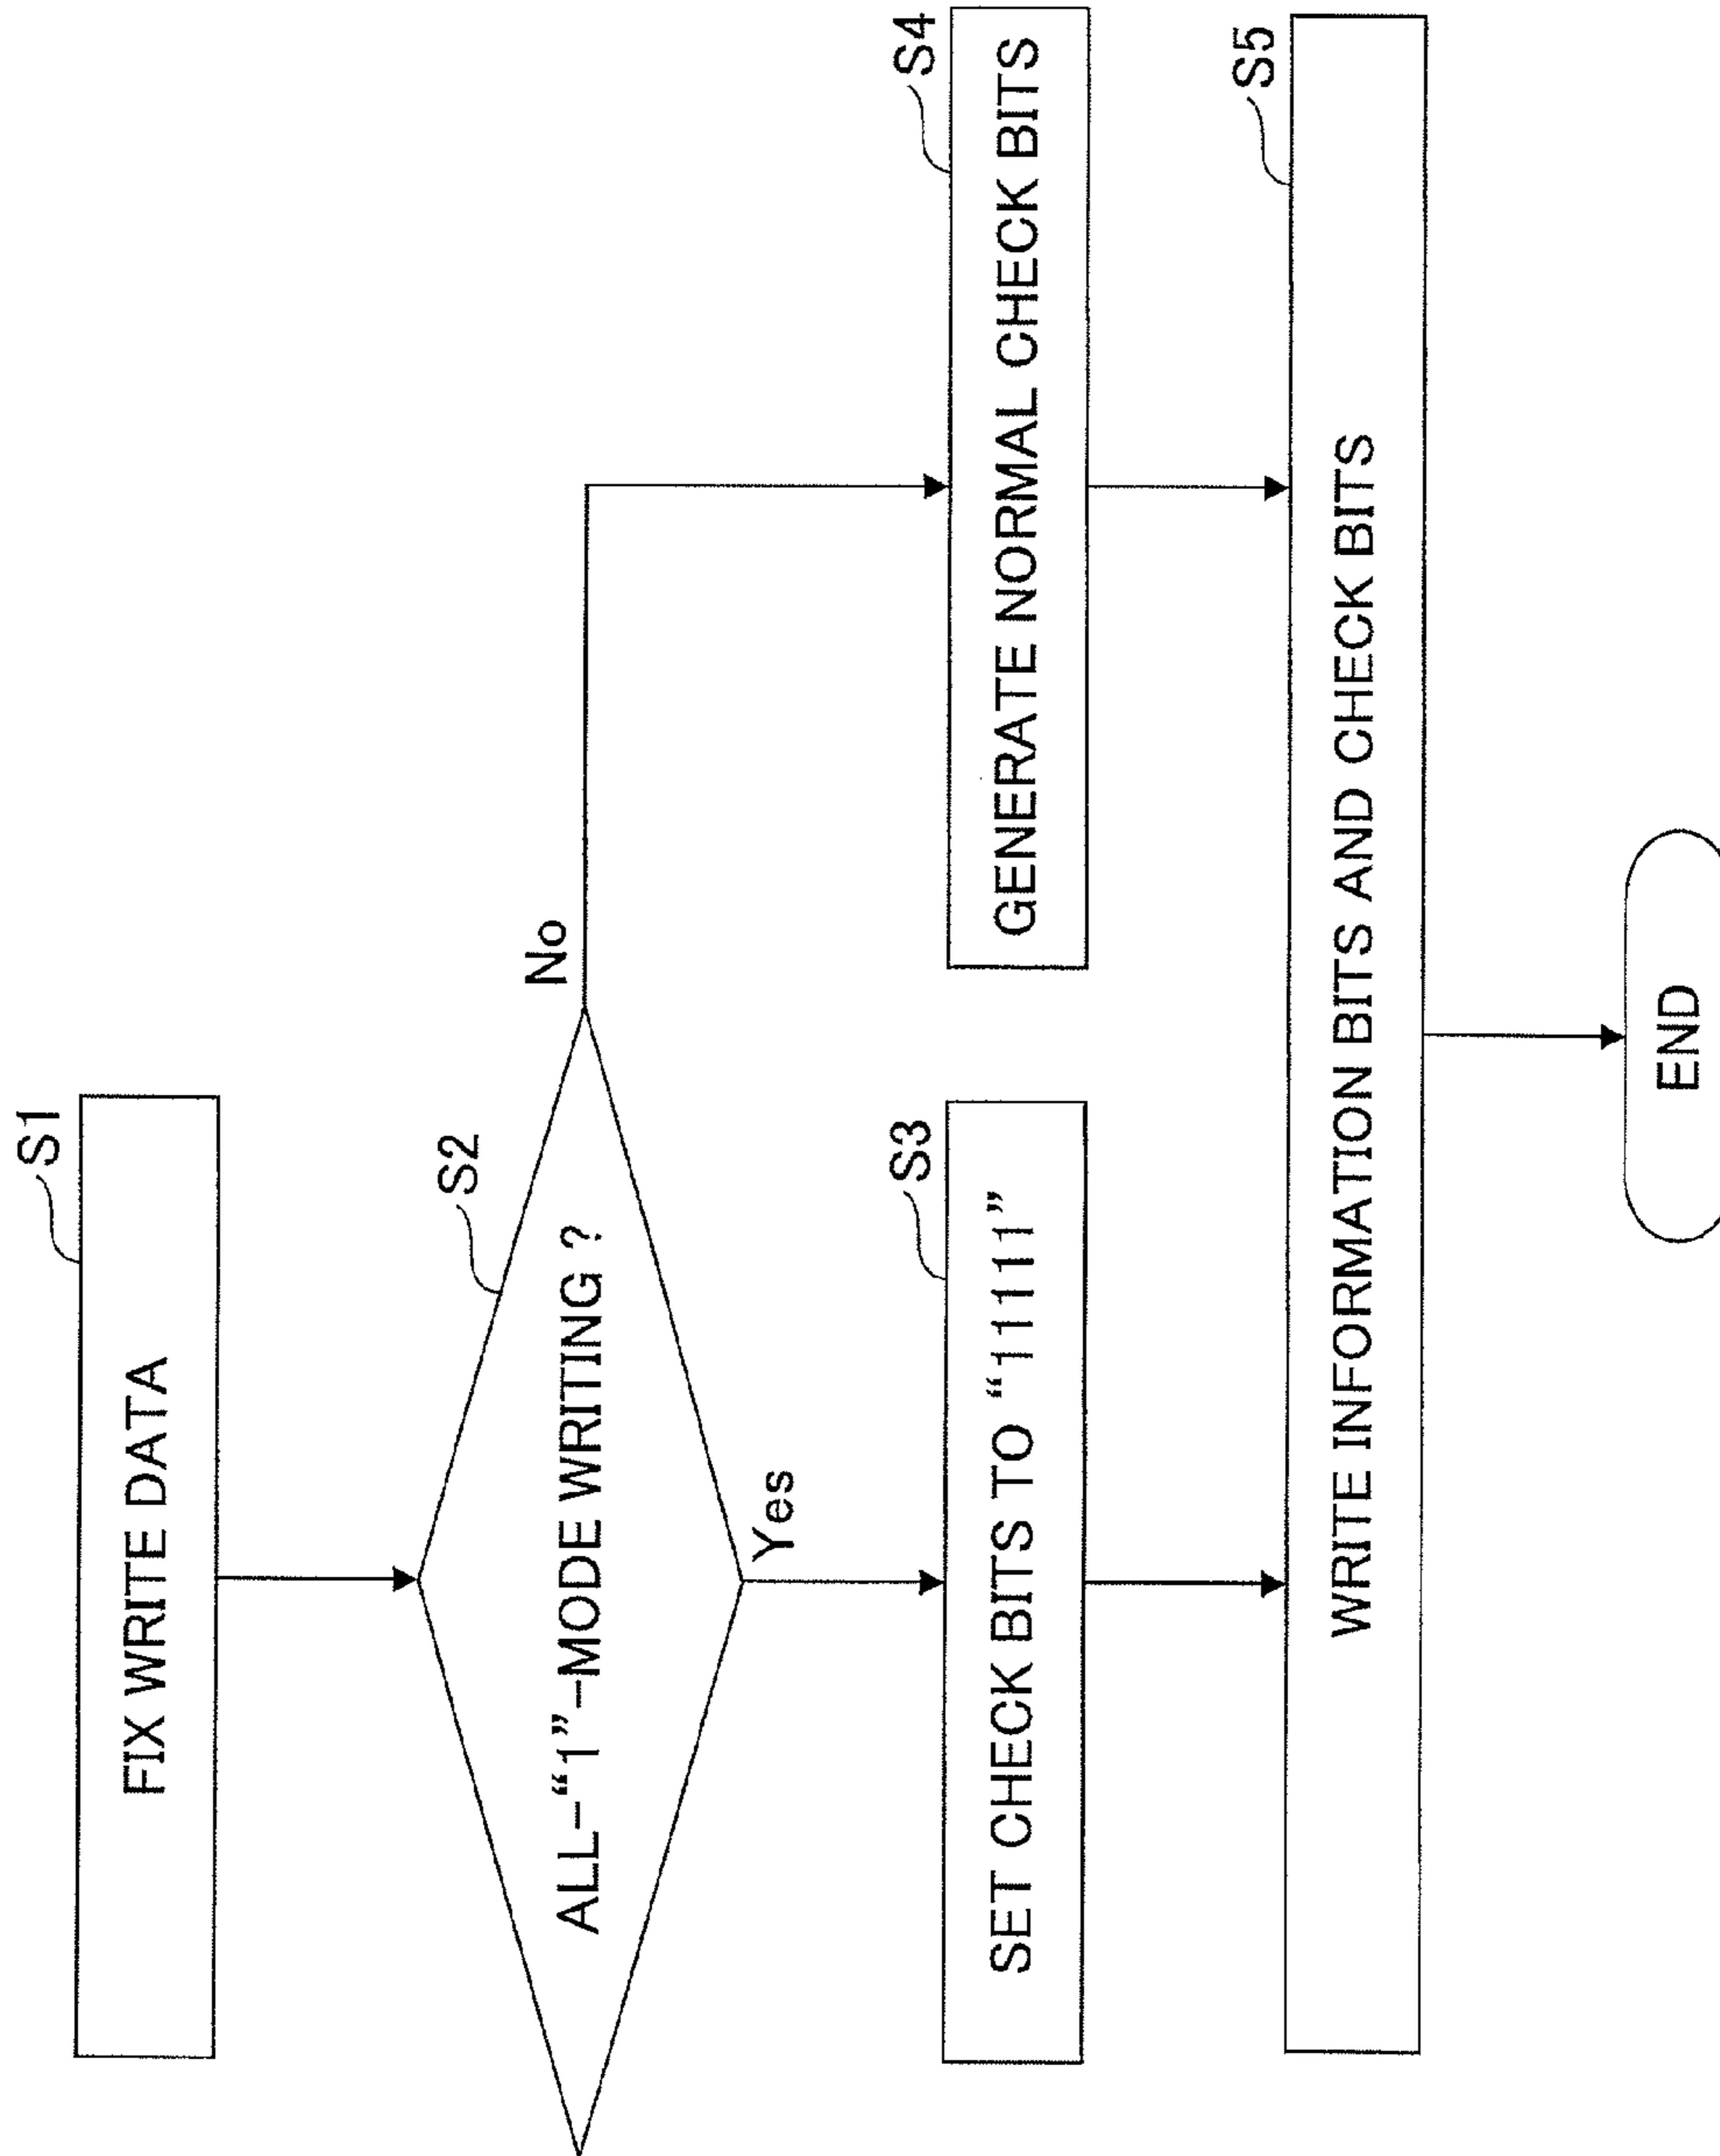 FIX WRITE DATA
S1
ALL-“1”-MODE WRITING ?
S2
No
Yes
SET CHECK BITS TO “111111”
S3
GENERATE NORMAL CHECK BITS
S4
WRITE INFORMATION BITS AND CHECK BITS
S5
END